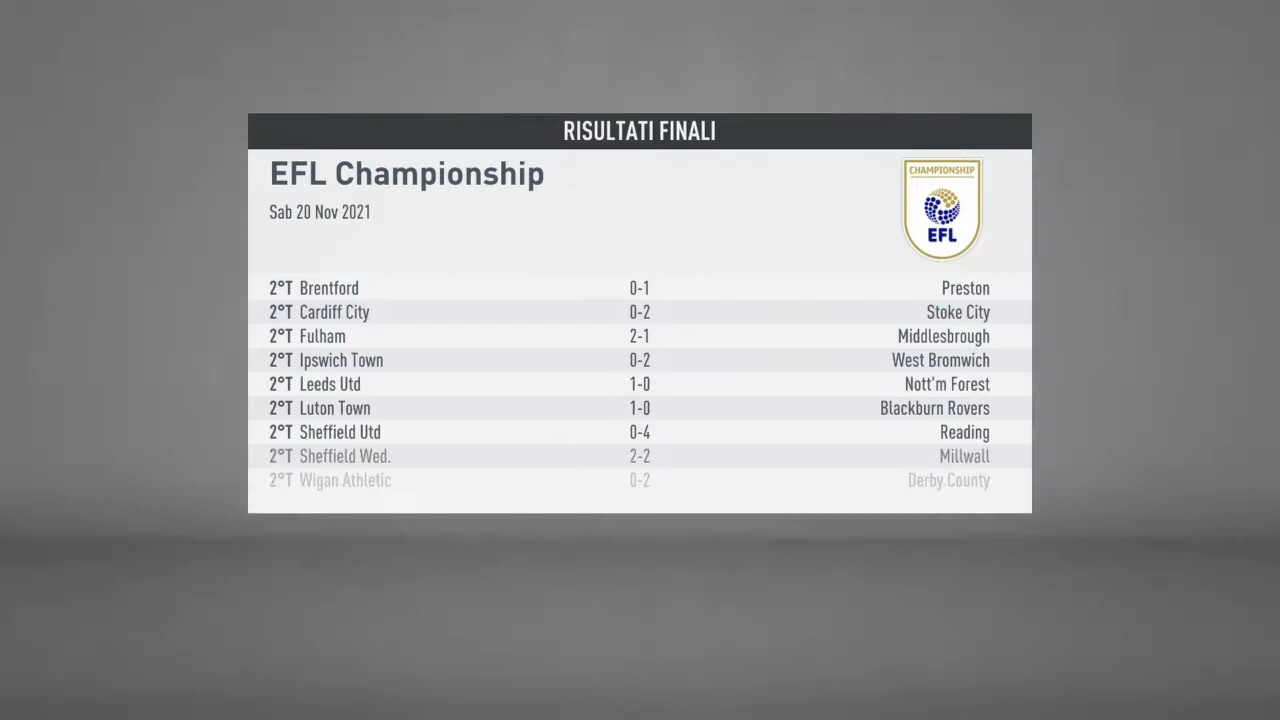 RISULTATI FINALI
EFL Championship
Sab 20 Nov 2021
CHAMPIONSHIP
EFL
2°T Brentford 0-1 Preston
2°T Cardiff City 0-2 Stoke City
2°T Fulham 2-1 Middlesbrough
2°T Ipswich Town 0-2 West Bromwich
2°T Leeds Utd 1-0 Nott'm Forest
2°T Luton Town 1-0 Blackburn Rovers
2°T Sheffield Utd 0-4 Reading
2°T Sheffield Wed. 2-2 Millwall
2°T Wigan Athletic 0-2 Derby County